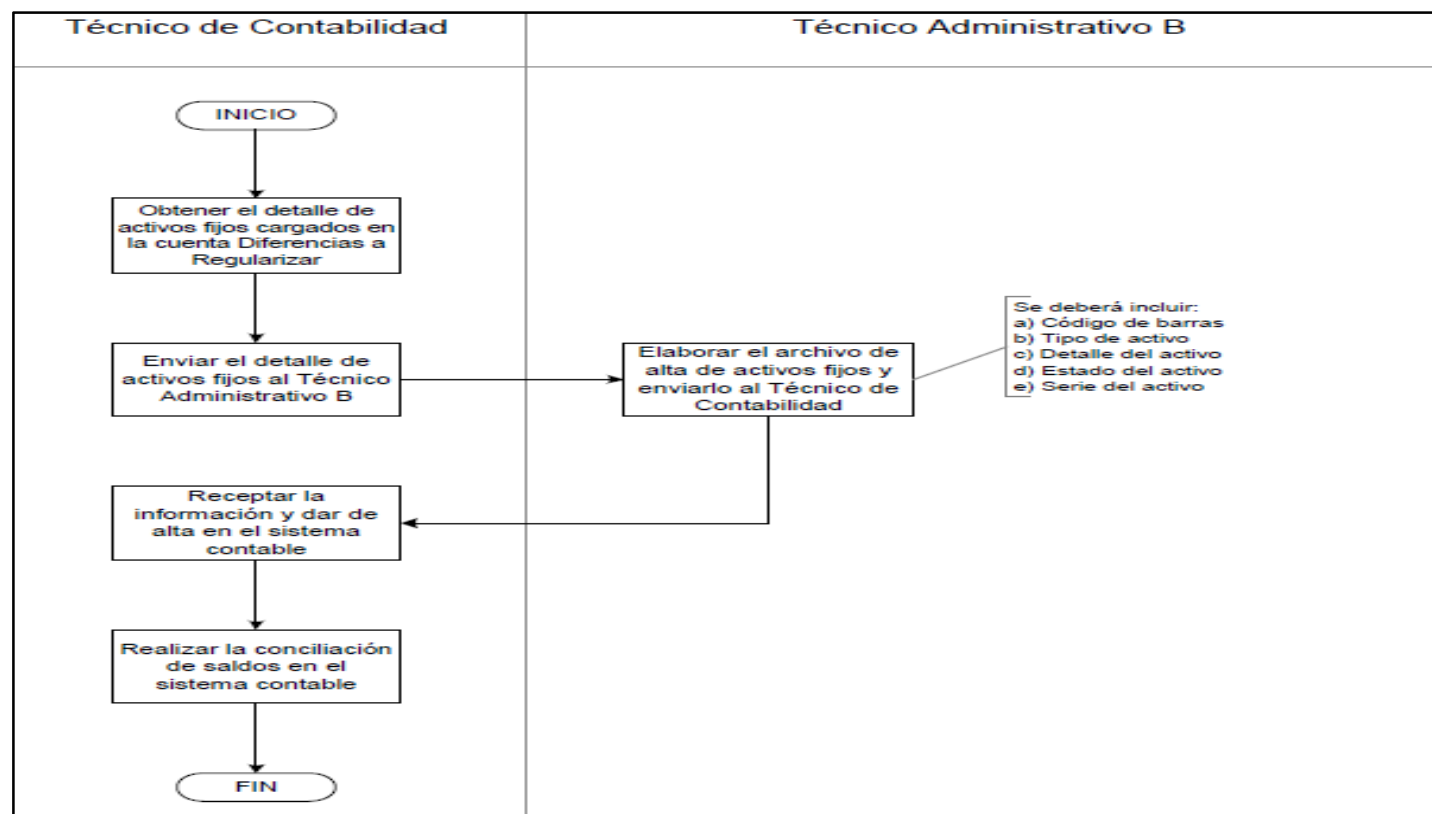 Técnico de Contabilidad
Técnico Administrativo B
INICIO
Obtener el detalle de
activos fijos cargados en
la cuenta Diferencias a
Regularizar
Enviar el detalle de
activos fijos al Técnico
Administrativo B
Elaborar el archivo de
alta de activos fijos y
enviarlo al Técnico de
Contabilidad
Se deberá incluir:
a) Código de barras
b) Tipo de activo
c) Detalle del activo
d) Estado del activo
e) Serie del activo
Receptar la
información y dar de
alta en el sistema
contable
Realizar la conciliación
de saldos en el
sistema contable
FIN